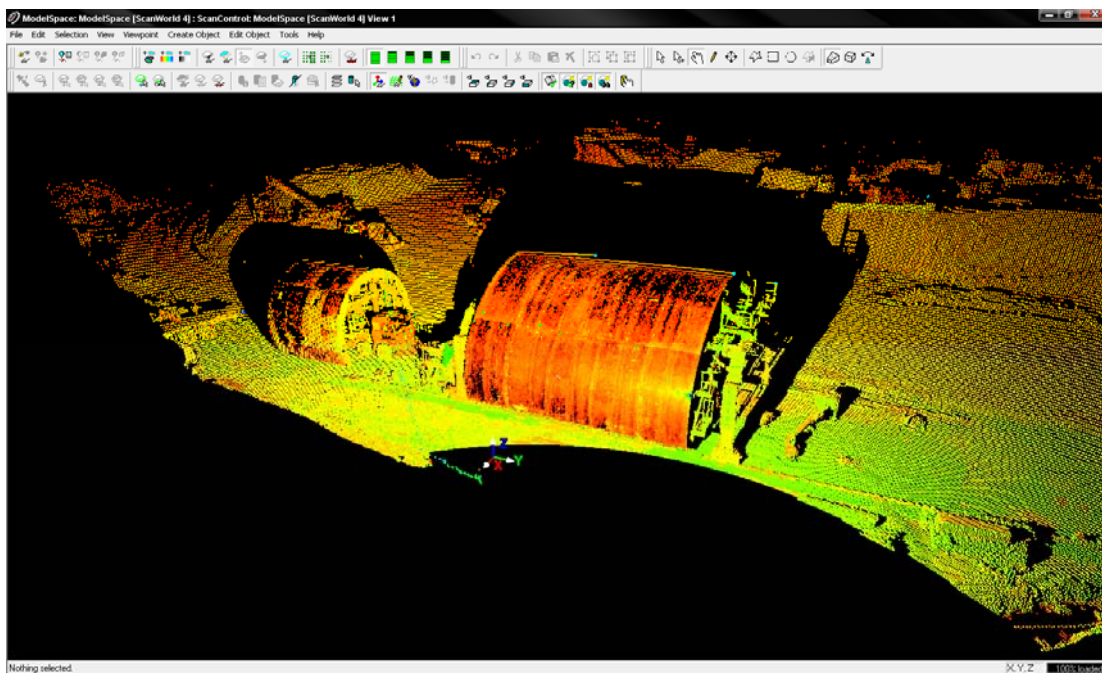 ModelSpace: ModelSpace [ScanWorld 4] : ScanControl: ModelSpace [ScanWorld 4] View 1
File Edit Selection View Viewpoint Create Object Edit Object Tools Help
Z
X Y
Nothing selected.
X, Y, Z 100% loaded